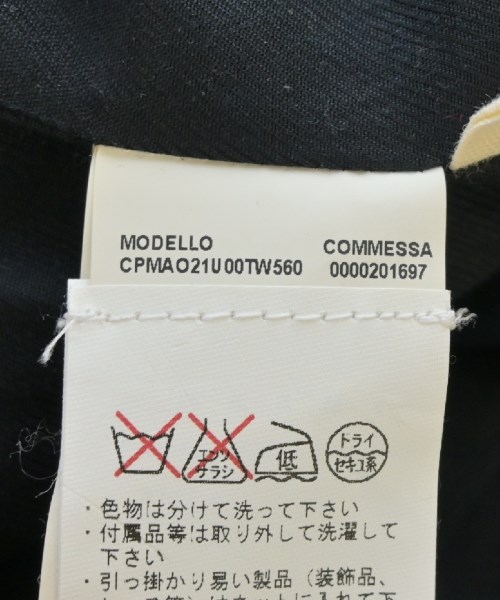 MODELLO COMMESSA
CPMAO21U00TW560 0000201697
エンソ サラシ 低 ドライ セキユ系
・色物は分けて洗って下さい
・付属品等は取り外して洗濯して
下さい
・引っ掛かり易い製品（装飾品、